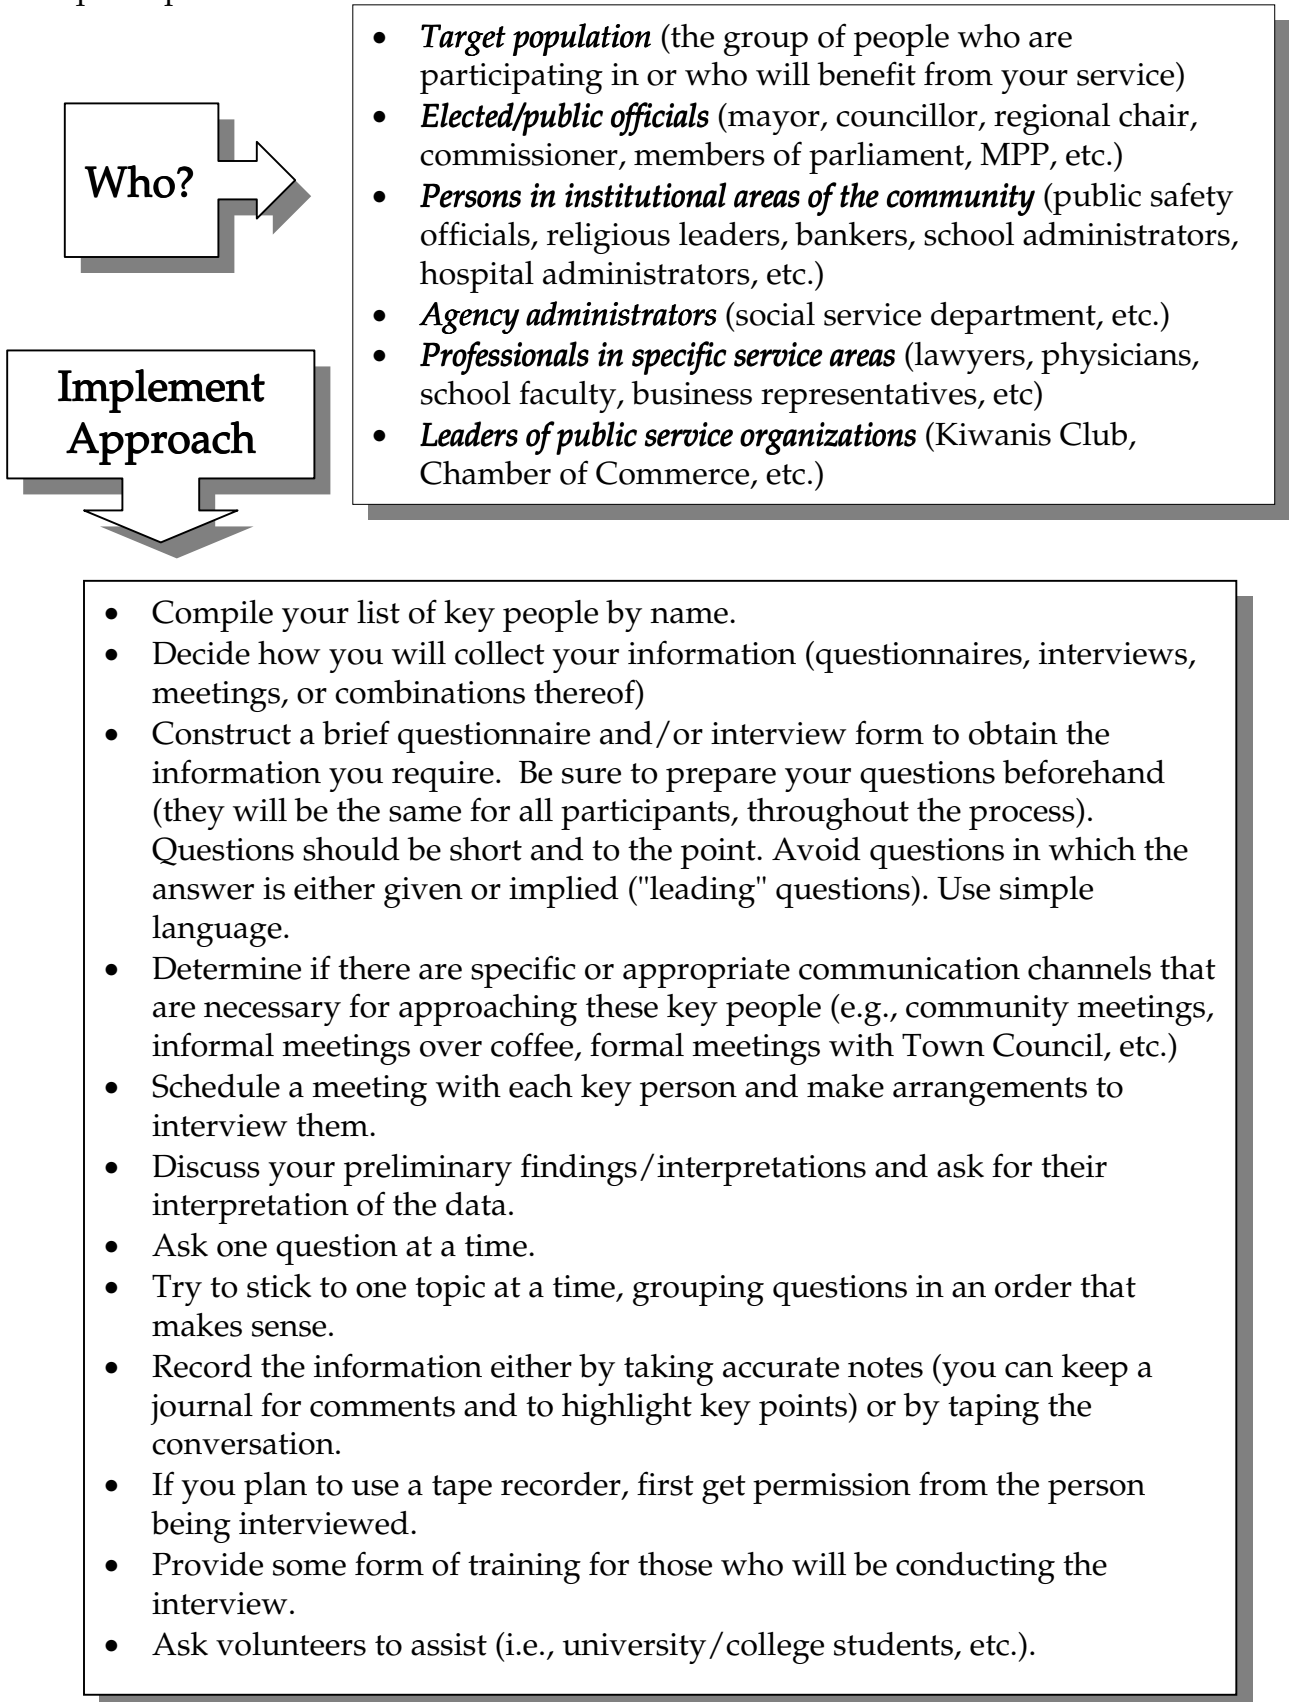 Who?
• Target population (the group of people who are
participating in or who will benefit from your service)
• Elected/public officials (mayor, councillor, regional chair,
commissioner, members of parliament, MPP, etc.)
• Persons in institutional areas of the community (public safety
officials, religious leaders, bankers, school administrators,
hospital administrators, etc.)
• Agency administrators (social service department, etc.)
• Professionals in specific service areas (lawyers, physicians,
school faculty, business representatives, etc)
• Leaders of public service organizations (Kiwanis Club,
Chamber of Commerce, etc.)
Implement
Approach
• Compile your list of key people by name.
• Decide how you will collect your information (questionnaires, interviews,
meetings, or combinations thereof)
• Construct a brief questionnaire and/or interview form to obtain the
information you require.  Be sure to prepare your questions beforehand
(they will be the same for all participants, throughout the process).
Questions should be short and to the point. Avoid questions in which the
answer is either given or implied ("leading" questions). Use simple
language.
• Determine if there are specific or appropriate communication channels that
are necessary for approaching these key people (e.g., community meetings,
informal meetings over coffee, formal meetings with Town Council, etc.)
• Schedule a meeting with each key person and make arrangements to
interview them.
• Discuss your preliminary findings/interpretations and ask for their
interpretation of the data.
• Ask one question at a time.
• Try to stick to one topic at a time, grouping questions in an order that
makes sense.
• Record the information either by taking accurate notes (you can keep a
journal for comments and to highlight key points) or by taping the
conversation.
• If you plan to use a tape recorder, first get permission from the person
being interviewed.
• Provide some form of training for those who will be conducting the
interview.
• Ask volunteers to assist (i.e., university/college students, etc.).